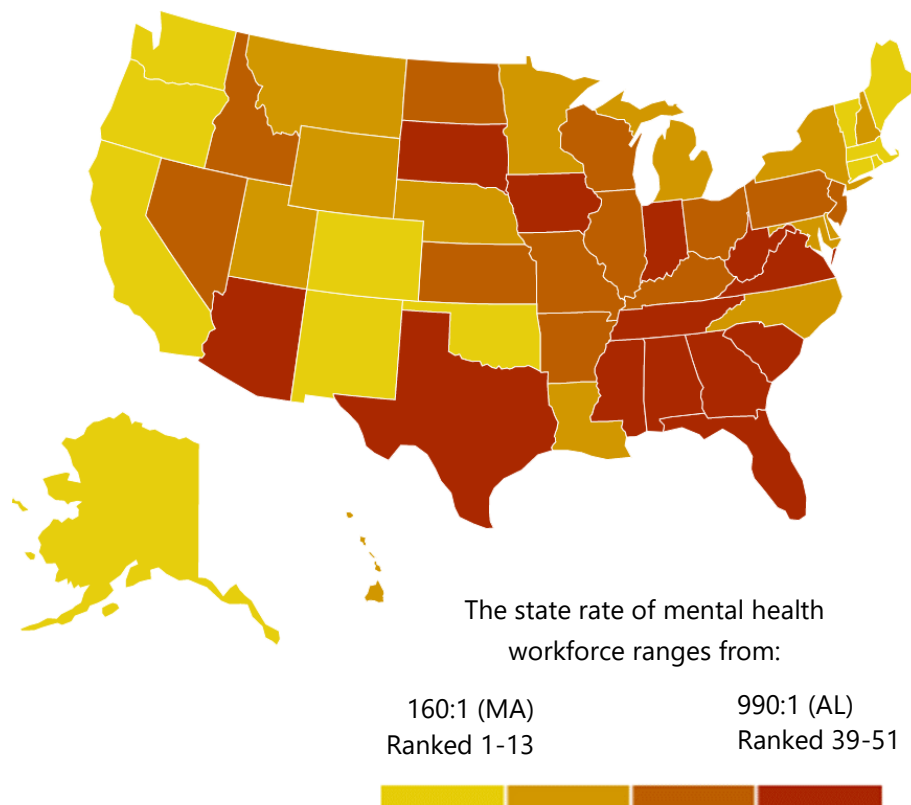 The state rate of mental health
workforce ranges from:
160:1 (MA)
Ranked 1-13
990:1 (AL)
Ranked 39-51